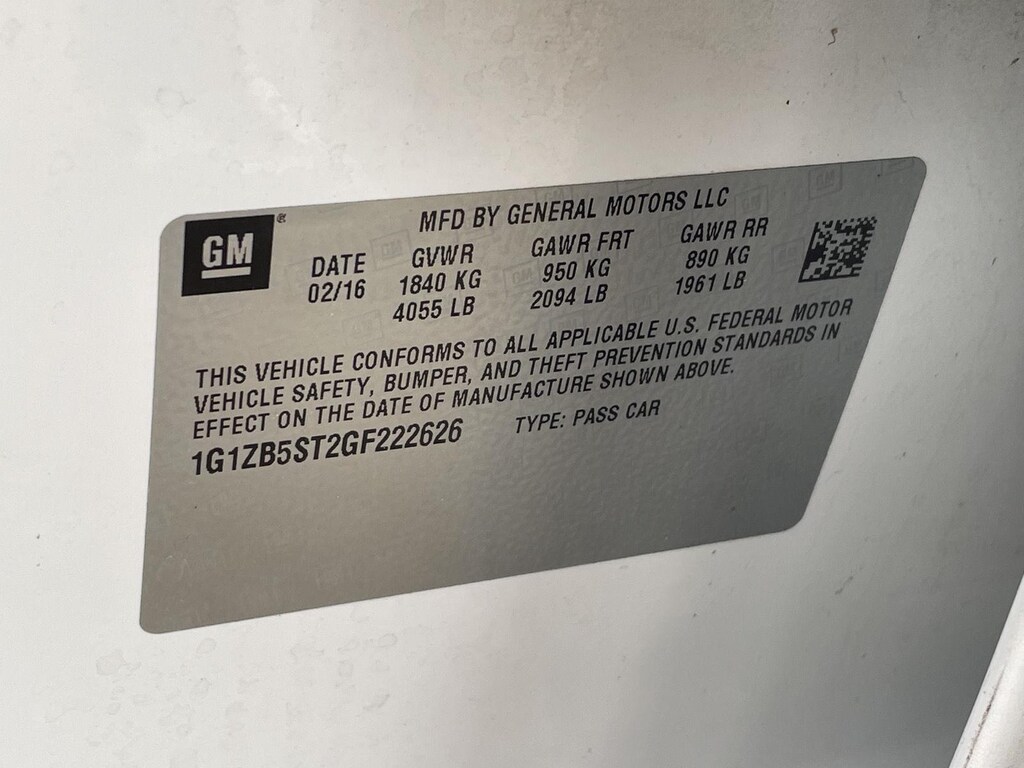 GM ®
MFD BY GENERAL MOTORS LLC
DATE GVWR GAWR FRT GAWR RR
02/16 1840 KG 950 KG 890 KG
4055 LB 2094 LB 1961 LB
THIS VEHICLE CONFORMS TO ALL APPLICABLE U.S. FEDERAL MOTOR
VEHICLE SAFETY, BUMPER, AND THEFT PREVENTION STANDARDS IN
EFFECT ON THE DATE OF MANUFACTURE SHOWN ABOVE.
1G1ZB5ST2GF222626 TYPE: PASS CAR